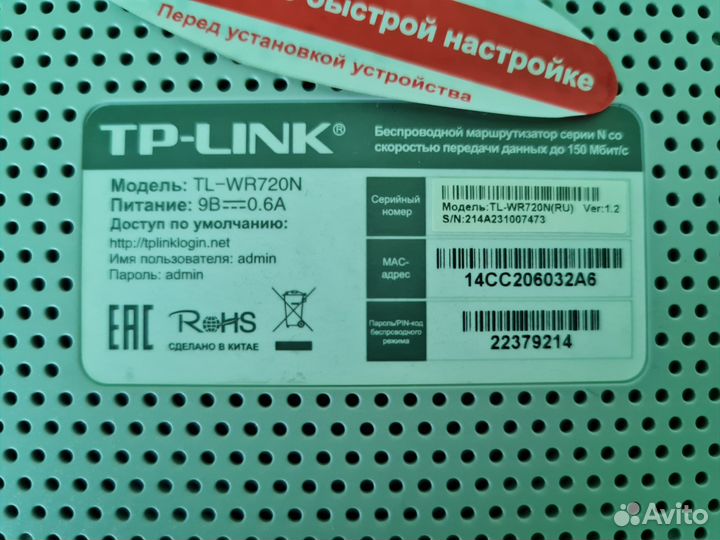 быстрой настройке
Перед установкой устройства
TP-LINK®
Беспроводной маршрутизатор серии N со
скоростью передачи данных до 150 Мбит/с
Модель: TL-WR720N
Питание: 9В⎓0.6А
Доступ по умолчанию:
http://tplinklogin.net
Имя пользователя: admin
Пароль: admin
EAC
RoHS
СДЕЛАНО В КИТАЕ
Серийный
номер
Модель:TL-WR720N(RU) Ver:1.2
S/N:214A231007473
MAC-
адрес
14CC206032A6
Пароль/PIN-код
беспроводного
режима
22379214
Avito